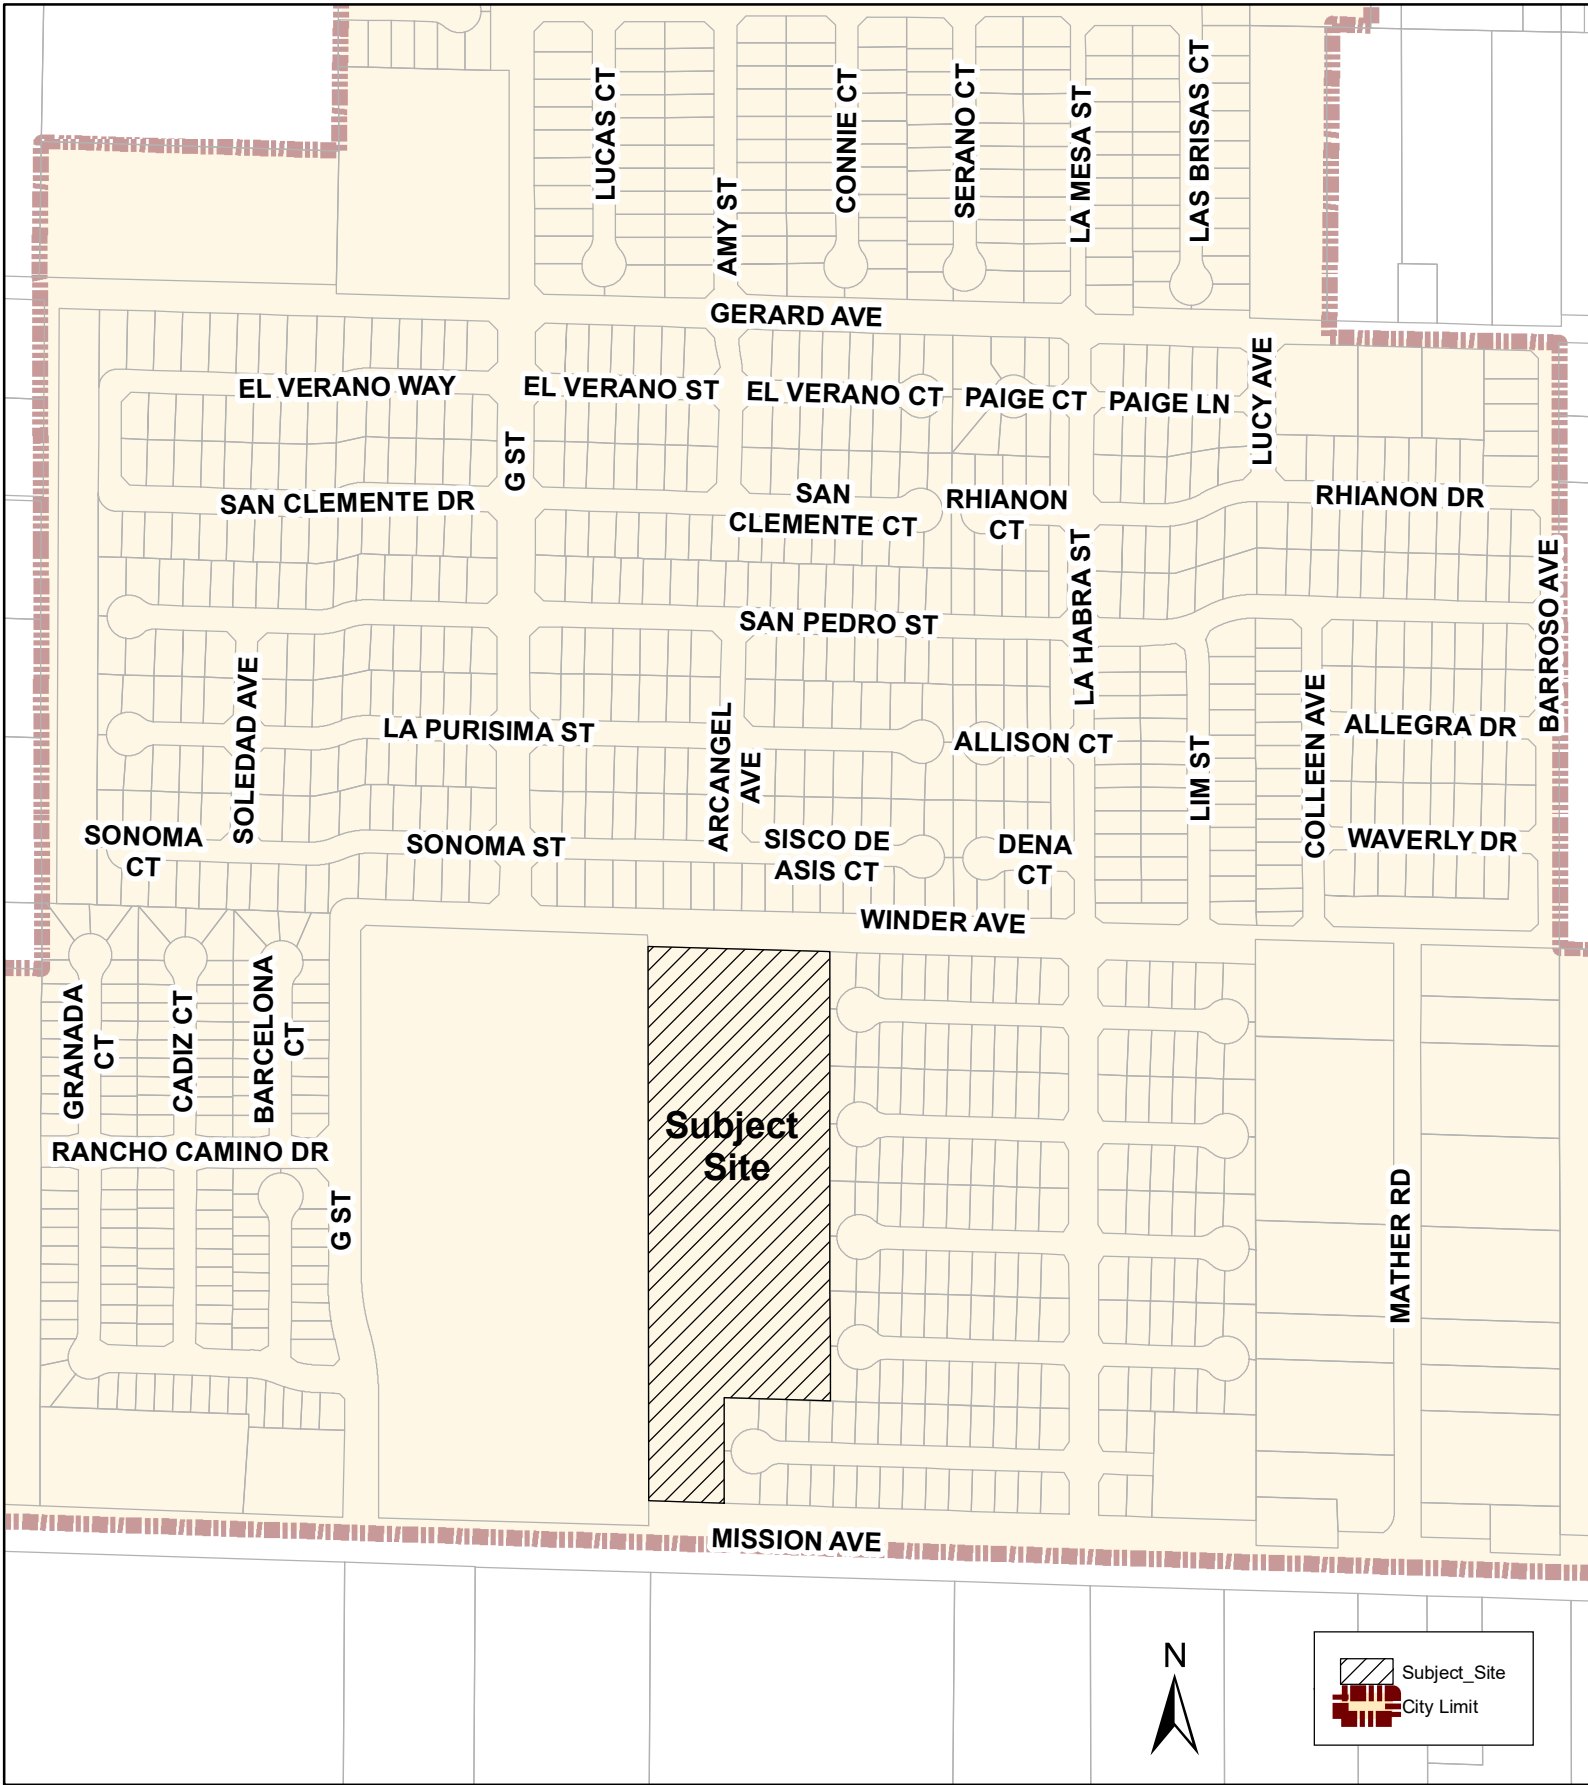 LUCAS CT
AMY ST
CONNIE CT
SERANO CT
LA MESA ST
LAS BRISAS CT
GERARD AVE
EL VERANO WAY
EL VERANO ST
EL VERANO CT
PAIGE CT
PAIGE LN
LUCY AVE
G ST
SAN CLEMENTE DR
SAN
CLEMENTE CT
RHIANON
CT
RHIANON DR
LA HABRA ST
BARROSO AVE
SAN PEDRO ST
SOLEDAD AVE
LA PURISIMA ST
ARCANGEL
AVE
ALLISON CT
LIM ST
COLLEEN AVE
ALLEGRA DR
SONOMA
CT
SONOMA ST
SISCO DE
ASIS CT
DENA
CT
WAVERLY DR
WINDER AVE
GRANADA
CT
CADIZ CT
BARCELONA
CT
Subject
Site
RANCHO CAMINO DR
G ST
MATHER RD
MISSION AVE
N
Subject_Site
City Limit